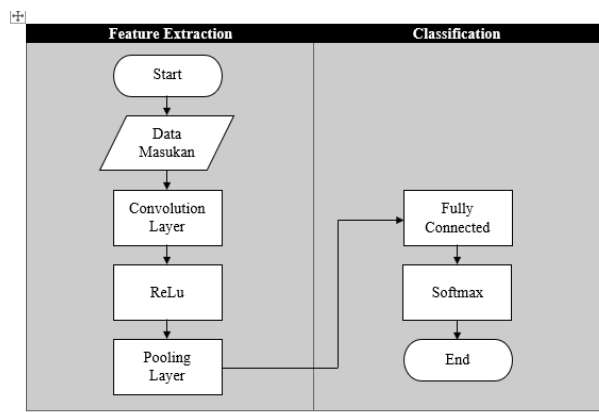 Feature Extraction
Classification
Start
Data
Masukan
Convolution
Layer
ReLu
Pooling
Layer
Fully
Connected
Softmax
End